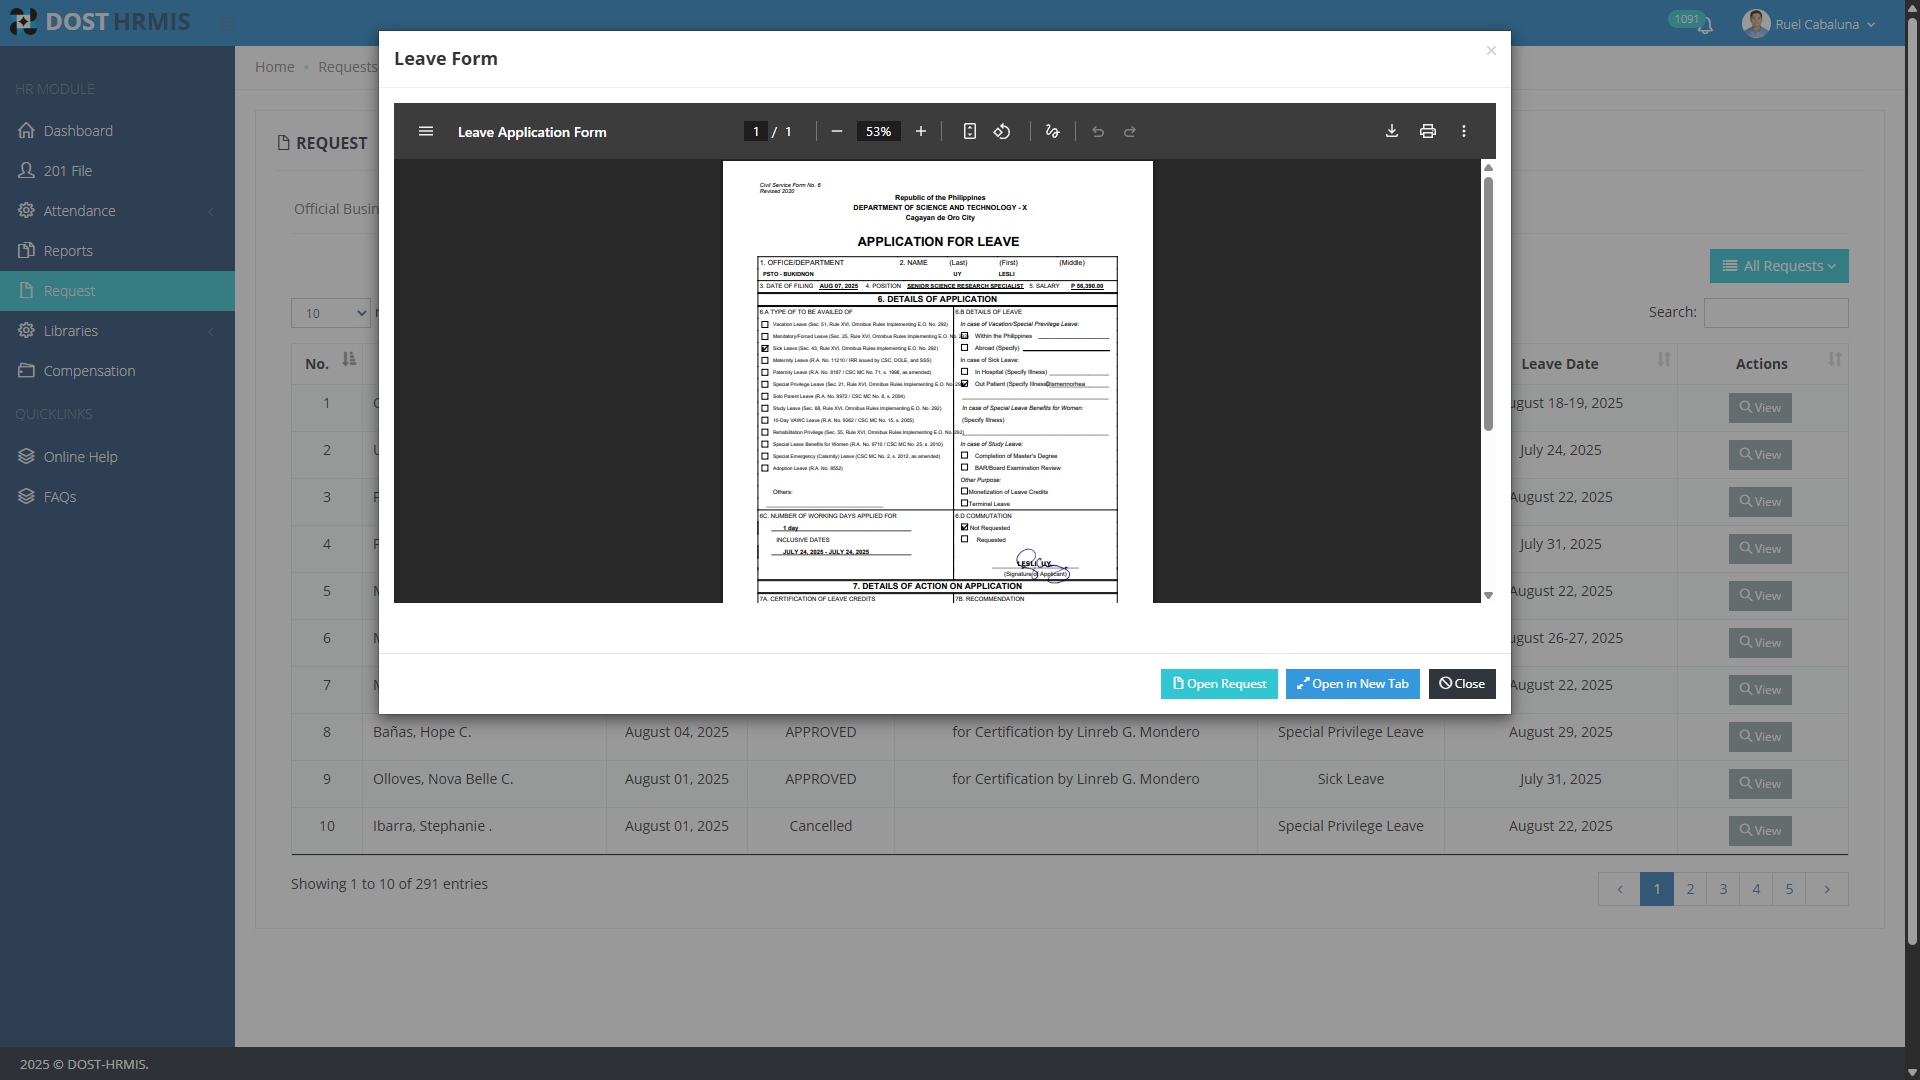 DOST HRMIS
1091
Ruel Cabaluna
HR MODULE
Dashboard
201 File
Attendance
Reports
Request
Libraries
Compensation
QUICKLINKS
Online Help
FAQs
Home • Requests
REQUEST
Official Busin
All Requests
10
Search:
No.
Leave Date
Actions
1
gust 18-19, 2025
View
2
July 24, 2025
View
3
August 22, 2025
View
4
July 31, 2025
View
5
August 22, 2025
View
6
gust 26-27, 2025
View
7
August 22, 2025
View
8 Bañas, Hope C. August 04, 2025 APPROVED for Certification by Linreb G. Mondero Special Privilege Leave August 29, 2025 View
9 Olloves, Nova Belle C. August 01, 2025 APPROVED for Certification by Linreb G. Mondero Sick Leave July 31, 2025 View
10 Ibarra, Stephanie . August 01, 2025 Cancelled Special Privilege Leave August 22, 2025 View
Showing 1 to 10 of 291 entries
1 2 3 4 5
2025 © DOST-HRMIS.
Leave Form
Leave Application Form
1 / 1
53%
Civil Service Form No. 6
Revised 2020
Republic of the Philippines
DEPARTMENT OF SCIENCE AND TECHNOLOGY - X
Cagayan de Oro City
APPLICATION FOR LEAVE
1. OFFICE/DEPARTMENT 2. NAME (Last) (First) (Middle)
PSTO - BUKIDNON UY LESLI
3. DATE OF FILING AUG 07, 2025 4. POSITION SENIOR SCIENCE RESEARCH SPECIALIST 5. SALARY P 56,390.00
6. DETAILS OF APPLICATION
6.A TYPE OF TO BE AVAILED OF
Vacation Leave (Sec. 51, Rule XVI, Omnibus Rules Implementing E.O. No. 292)
Mandatory/Forced Leave (Sec. 25, Rule XVI, Omnibus Rules Implementing E.O. No. 292)
Sick Leave (Sec. 43, Rule XVI, Omnibus Rules Implementing E.O. No. 292)
Maternity Leave (R.A. No. 11210 / IRR issued by CSC, DOLE, and SSS)
Paternity Leave (R.A. No. 8187 / CSC MC No. 71, s. 1998, as amended)
Special Privilege Leave (Sec. 21, Rule XVI, Omnibus Rules Implementing E.O. No. 292)
Solo Parent Leave (R.A. No. 8972 / CSC MC No. 8, s. 2004)
Study Leave (Sec. 68, Rule XVI, Omnibus Rules Implementing E.O. No. 292)
10-Day VAWC Leave (R.A. No. 9262 / CSC MC No. 15, s. 2005)
Rehabilitation Privilege (Sec. 55, Rule XVI, Omnibus Rules Implementing E.O. No. 292)
Special Leave Benefits for Women (R.A. No. 9710 / CSC MC No. 25, s. 2010)
Special Emergency (Calamity) Leave (CSC MC No. 2, s. 2012, as amended)
Adoption Leave (R.A. No. 8552)
Others:
6.B DETAILS OF LEAVE
In case of Vacation/Special Previlege Leave:
Within the Philippines
Abroad (Specify)
In case of Sick Leave:
In Hospital (Specify Illness)
Out Patient (Specify Illness)
In case of Special Leave Benefits for Women:
(Specify Illness)
In case of Study Leave:
Completion of Master's Degree
BAR/Board Examination Review
Other Purpose:
Monetization of Leave Credits
Terminal Leave
6C. NUMBER OF WORKING DAYS APPLIED FOR
1 day
INCLUSIVE DATES
JULY 24, 2025 - JULY 24, 2025
6.D COMMUTATION
Not Requested
Requested
LESLI UY
(Signature of Applicant)
7. DETAILS OF ACTION ON APPLICATION
7A. CERTIFICATION OF LEAVE CREDITS 7B. RECOMMENDATION
Open Request
Open in New Tab
Close